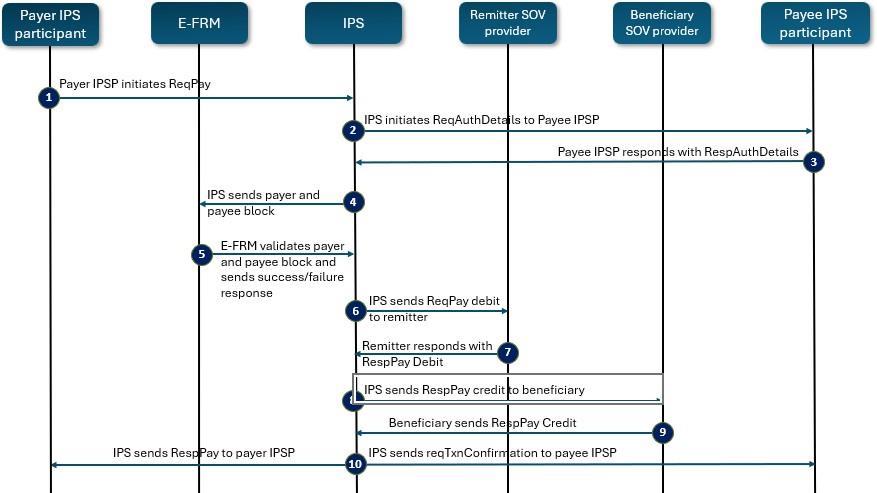 Payer IPS
participant
E-FRM
IPS
Remitter SOV
provider
Beneficiary
SOV provider
Payee IPS
participant
Payer IPSP initiates ReqPay
1
IPS initiates ReqAuthDetails to Payee IPSP
2
Payee IPSP responds with RespAuthDetails
3
IPS sends payer and
payee block
4
5
E-FRM validates payer
and payee block and
sends success/failure
response
6
IPS sends ReqPay debit
to remitter
Remitter responds with
RespPay Debit
7
IPS sends RespPay credit to beneficiary
Beneficiary sends RespPay Credit
9
IPS sends RespPay to payer IPSP
10
IPS sends reqTxnConfirmation to payee IPSP